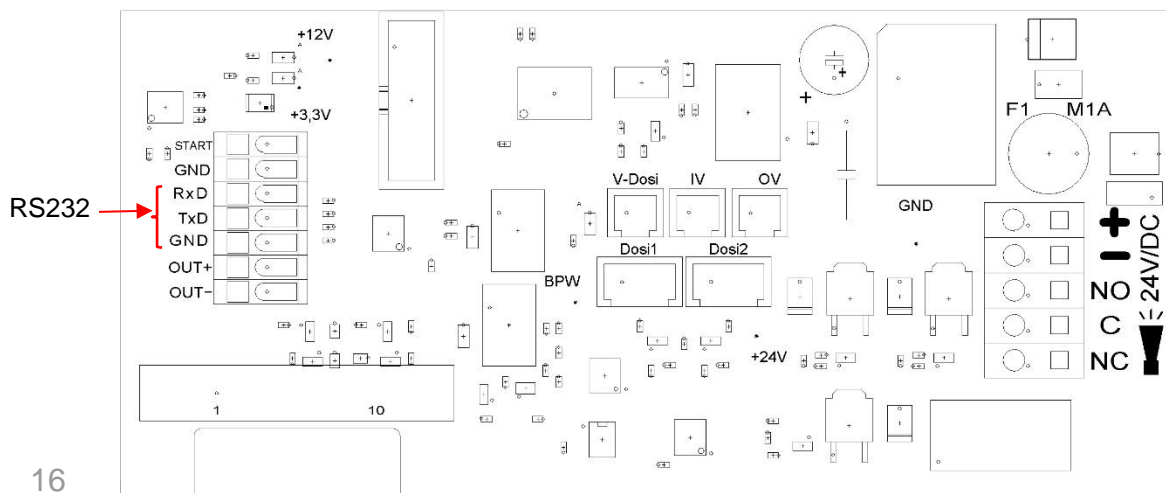 +12V
+3,3V
START
GND
RxD
TxD
GND
OUT+
OUT−
RS232
1 10
16
V-Dosi IV OV
Dosi1 Dosi2
BPW
+24V
GND
F1 M1A
+
−
NO
C
NC
24V/DC